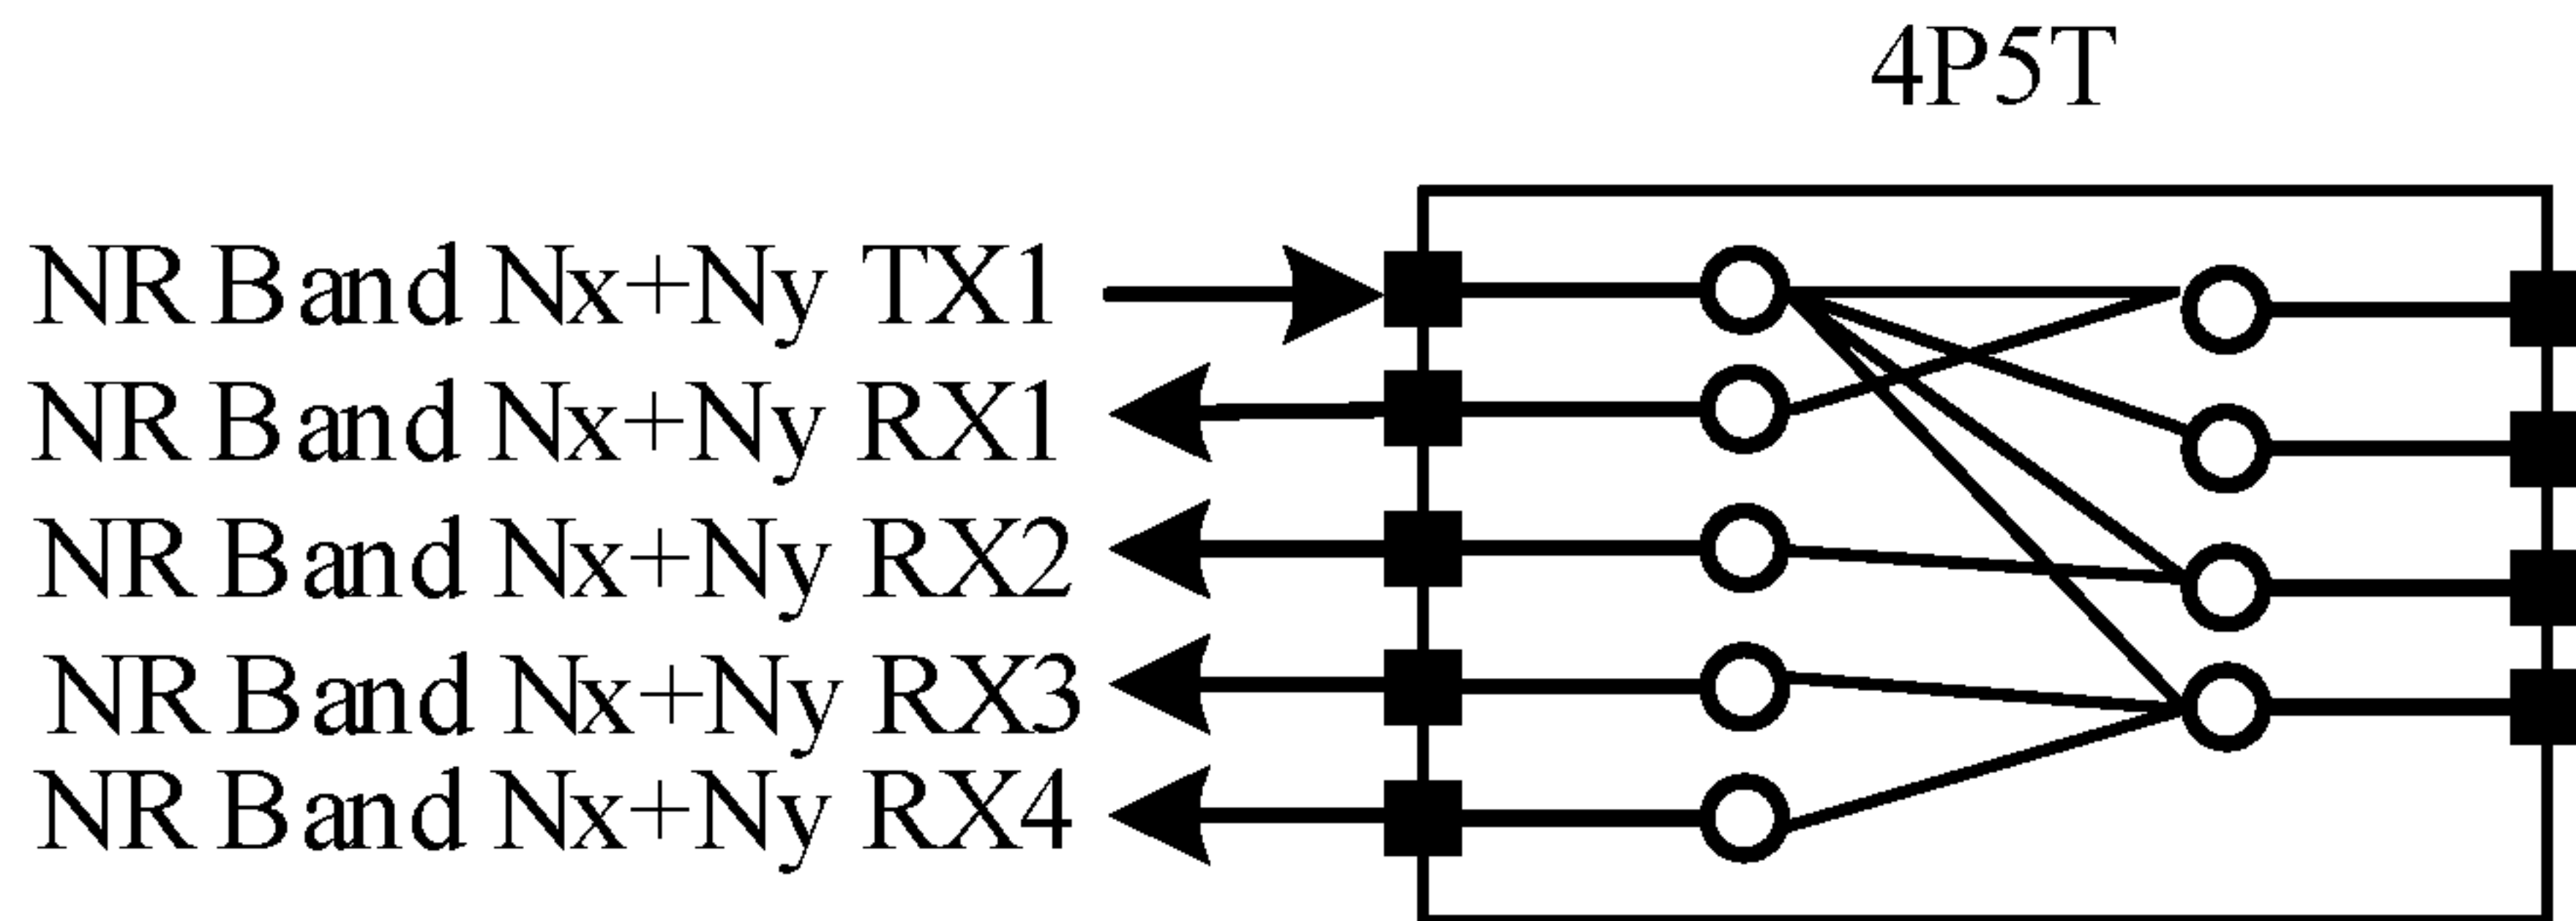 4P5T
NR Band Nx+Ny TX1
NR Band Nx+Ny RX1
NR Band Nx+Ny RX2
NR Band Nx+Ny RX3
NR Band Nx+Ny RX4